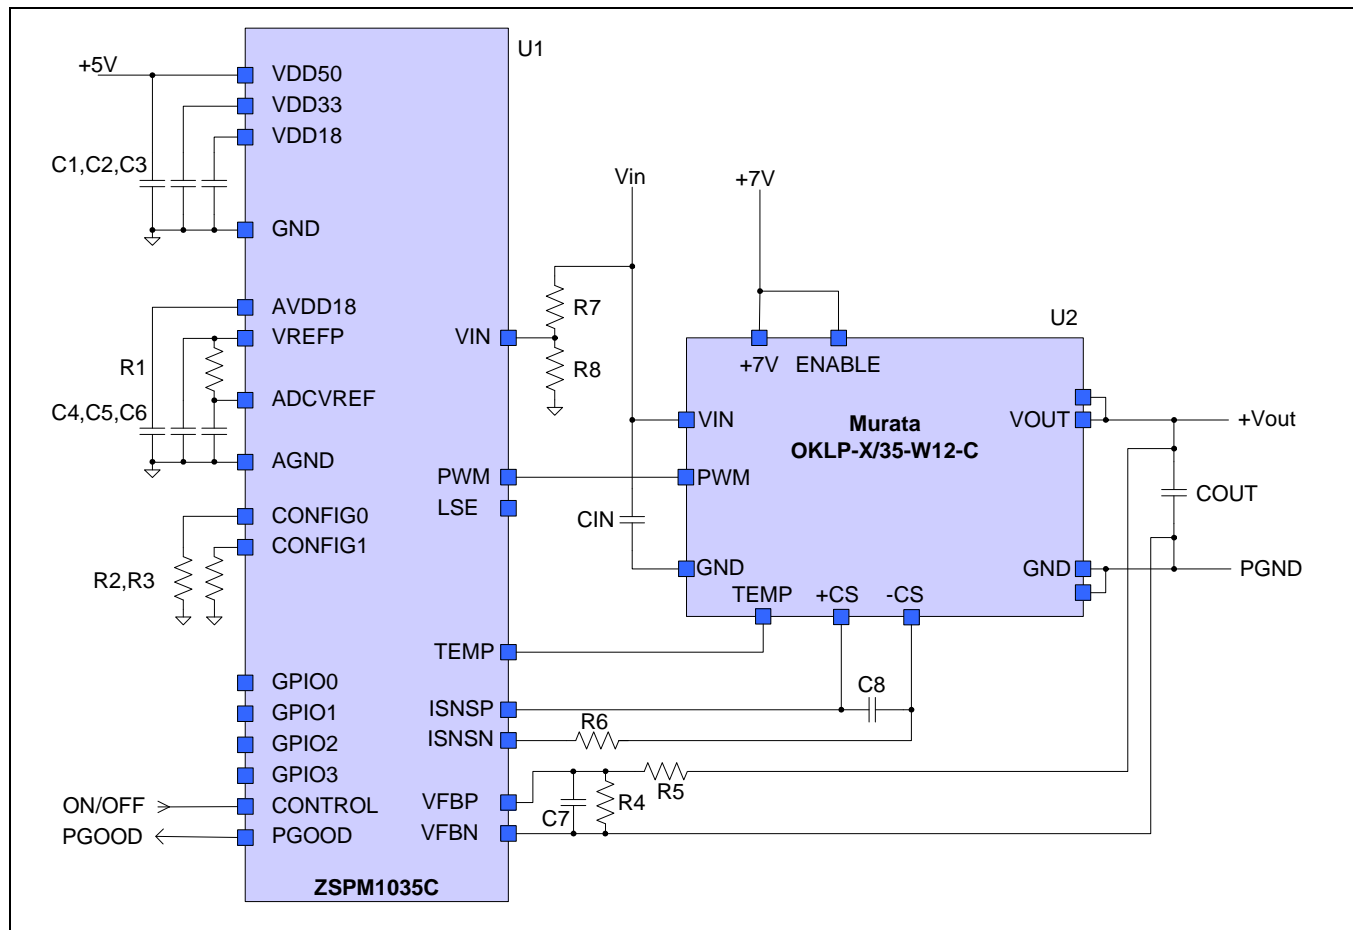 U1
+5V
VDD50
VDD33
VDD18
C1,C2,C3
GND
AVDD18
VREFP
R1
ADCVREF
C4,C5,C6
AGND
CONFIG0
CONFIG1
R2,R3
GPIO0
GPIO1
GPIO2
GPIO3
ON/OFF
CONTROL
PGOOD
PGOOD
VIN
PWM
LSE
TEMP
ISNSP
ISNSN
VFBP
VFBN
ZSPM1035C
Vin
+7V
R7
R8
CIN
U2
+7V
ENABLE
VIN
Murata
OKLP-X/35-W12-C
VOUT
+Vout
PWM
COUT
GND
GND
PGND
TEMP
+CS
-CS
C8
R6
R5
R4
C7